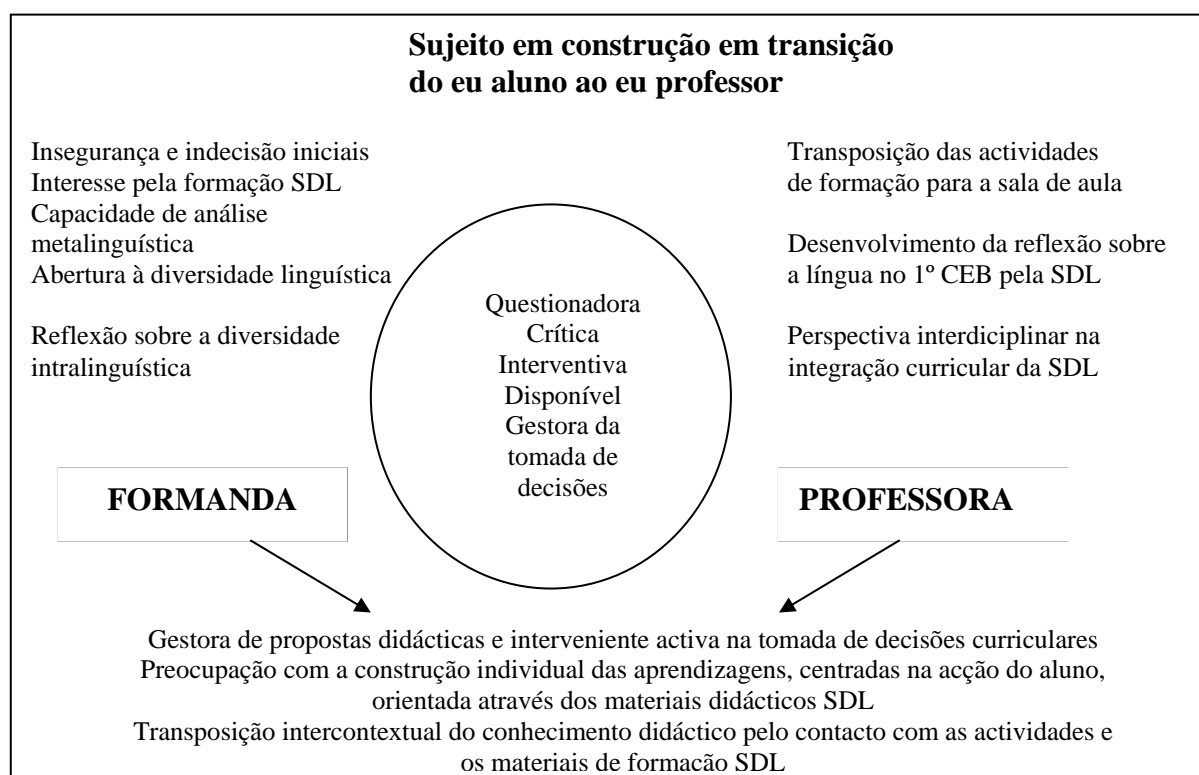 Sujeito em construção em transição
do eu aluno ao eu professor
Insegurança e indecisão iniciais
Interesse pela formação SDL
Capacidade de análise
metalinguística
Abertura à diversidade linguística
Reflexão sobre a diversidade
intralinguística
Questionadora
Crítica
Interventiva
Disponível
Gestora da
tomada de
decisões
Transposição das actividades
de formação para a sala de aula
Desenvolvimento da reflexão sobre
a língua no 1º CEB pela SDL
Perspectiva interdiciplinar na
integração curricular da SDL
FORMANDA
PROFESSORA
Gestora de propostas didácticas e interveniente activa na tomada de decisões curriculares
Preocupação com a construção individual das aprendizagens, centradas na acção do aluno,
orientada através dos materiais didácticos SDL
Transposição intercontextual do conhecimento didáctico pelo contacto com as actividades e
os materiais de formação SDL